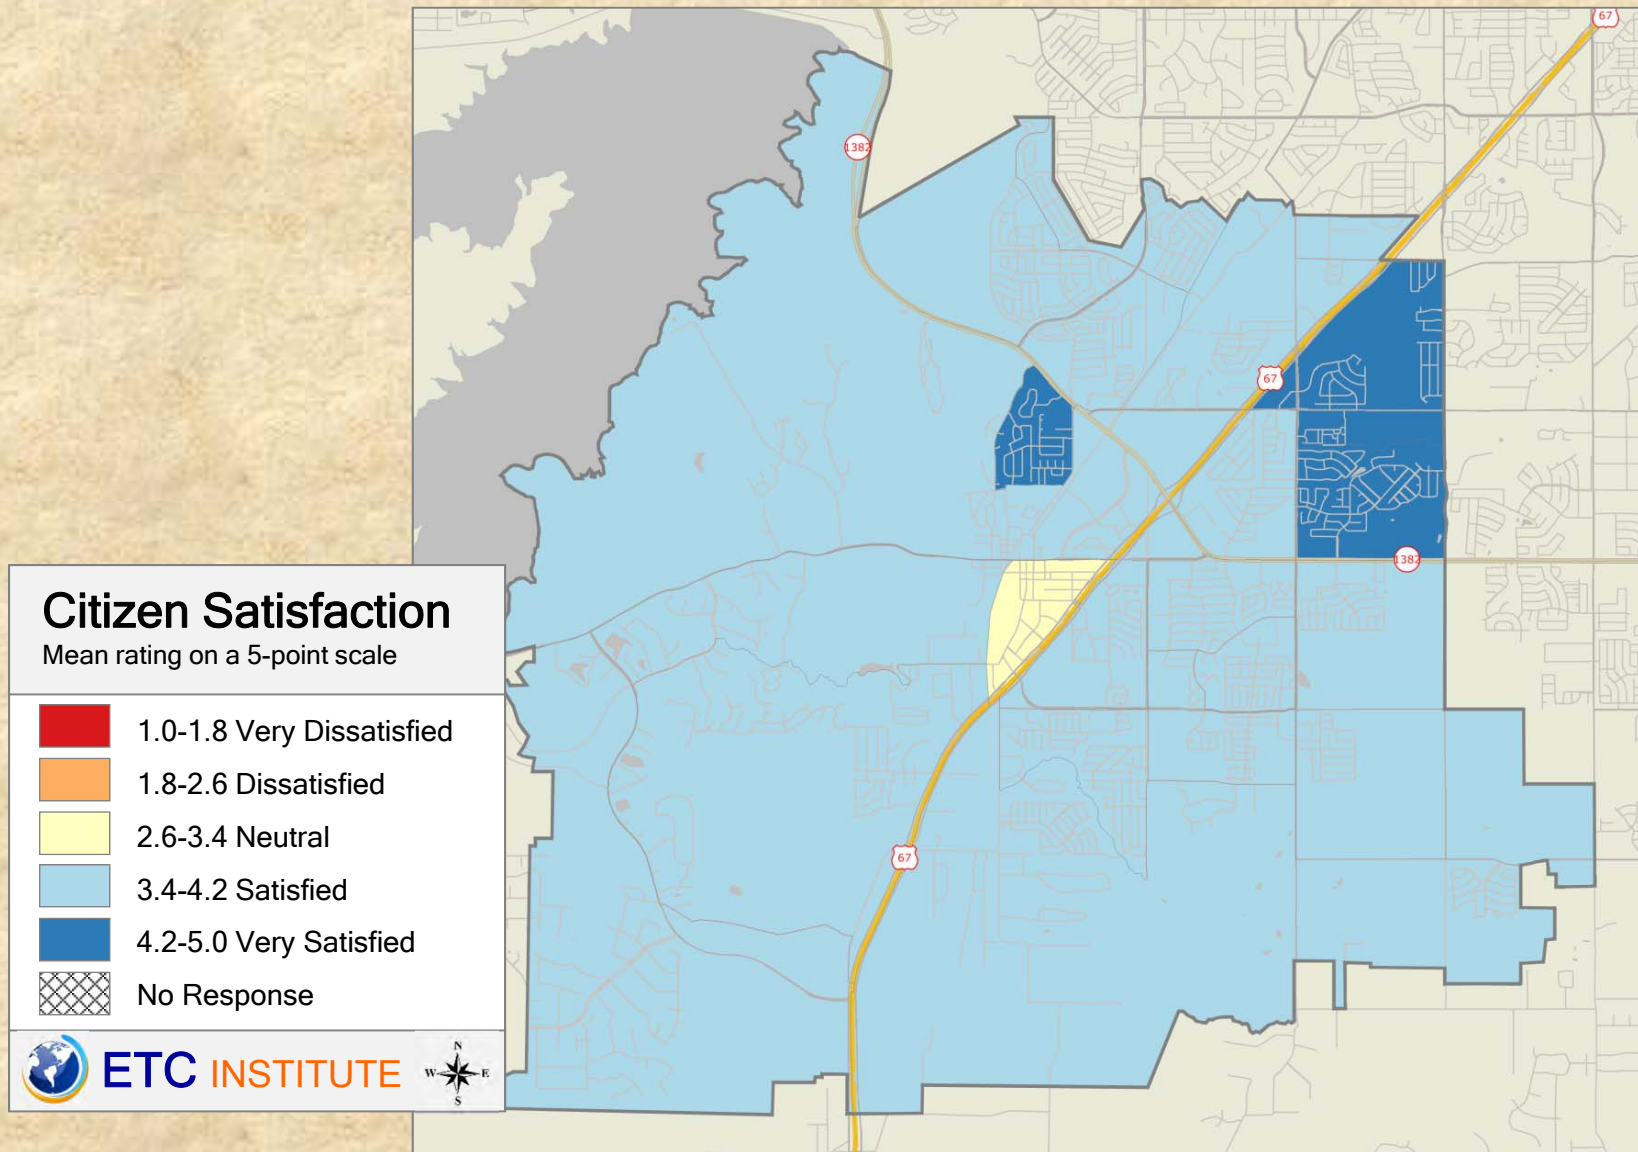 67
1382
67
1382
67
Citizen Satisfaction
Mean rating on a 5-point scale
1.0-1.8 Very Dissatisfied
1.8-2.6 Dissatisfied
2.6-3.4 Neutral
3.4-4.2 Satisfied
4.2-5.0 Very Satisfied
No Response
ETC INSTITUTE
N
W E
S